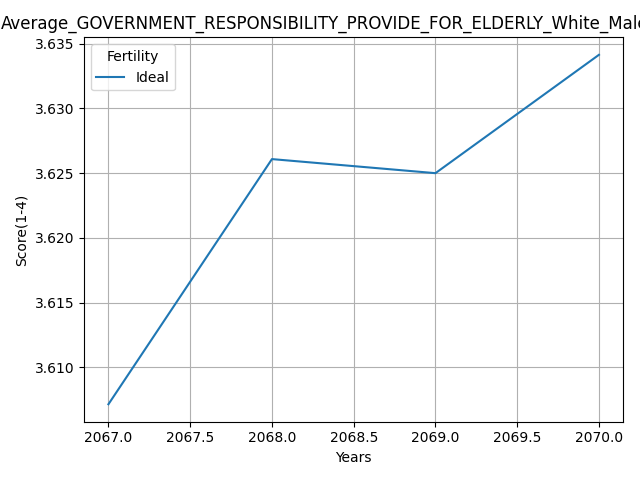 Average_GOVERNMENT_RESPONSIBILITY_PROVIDE_FOR_ELDERLY_White_Male
3.635
Fertility
Ideal
3.630
3.625
3.620
3.615
3.610
Score(1-4)
2067.0 2067.5 2068.0 2068.5 2069.0 2069.5 2070.0
Years